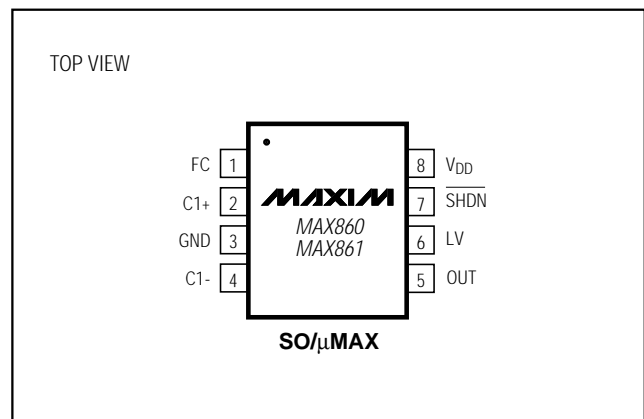 TOP VIEW
FC 1
C1+ 2
GND 3
C1- 4
MAXIM
MAX860
MAX861
8 VDD
7 SHDN
6 LV
5 OUT
SO/μMAX